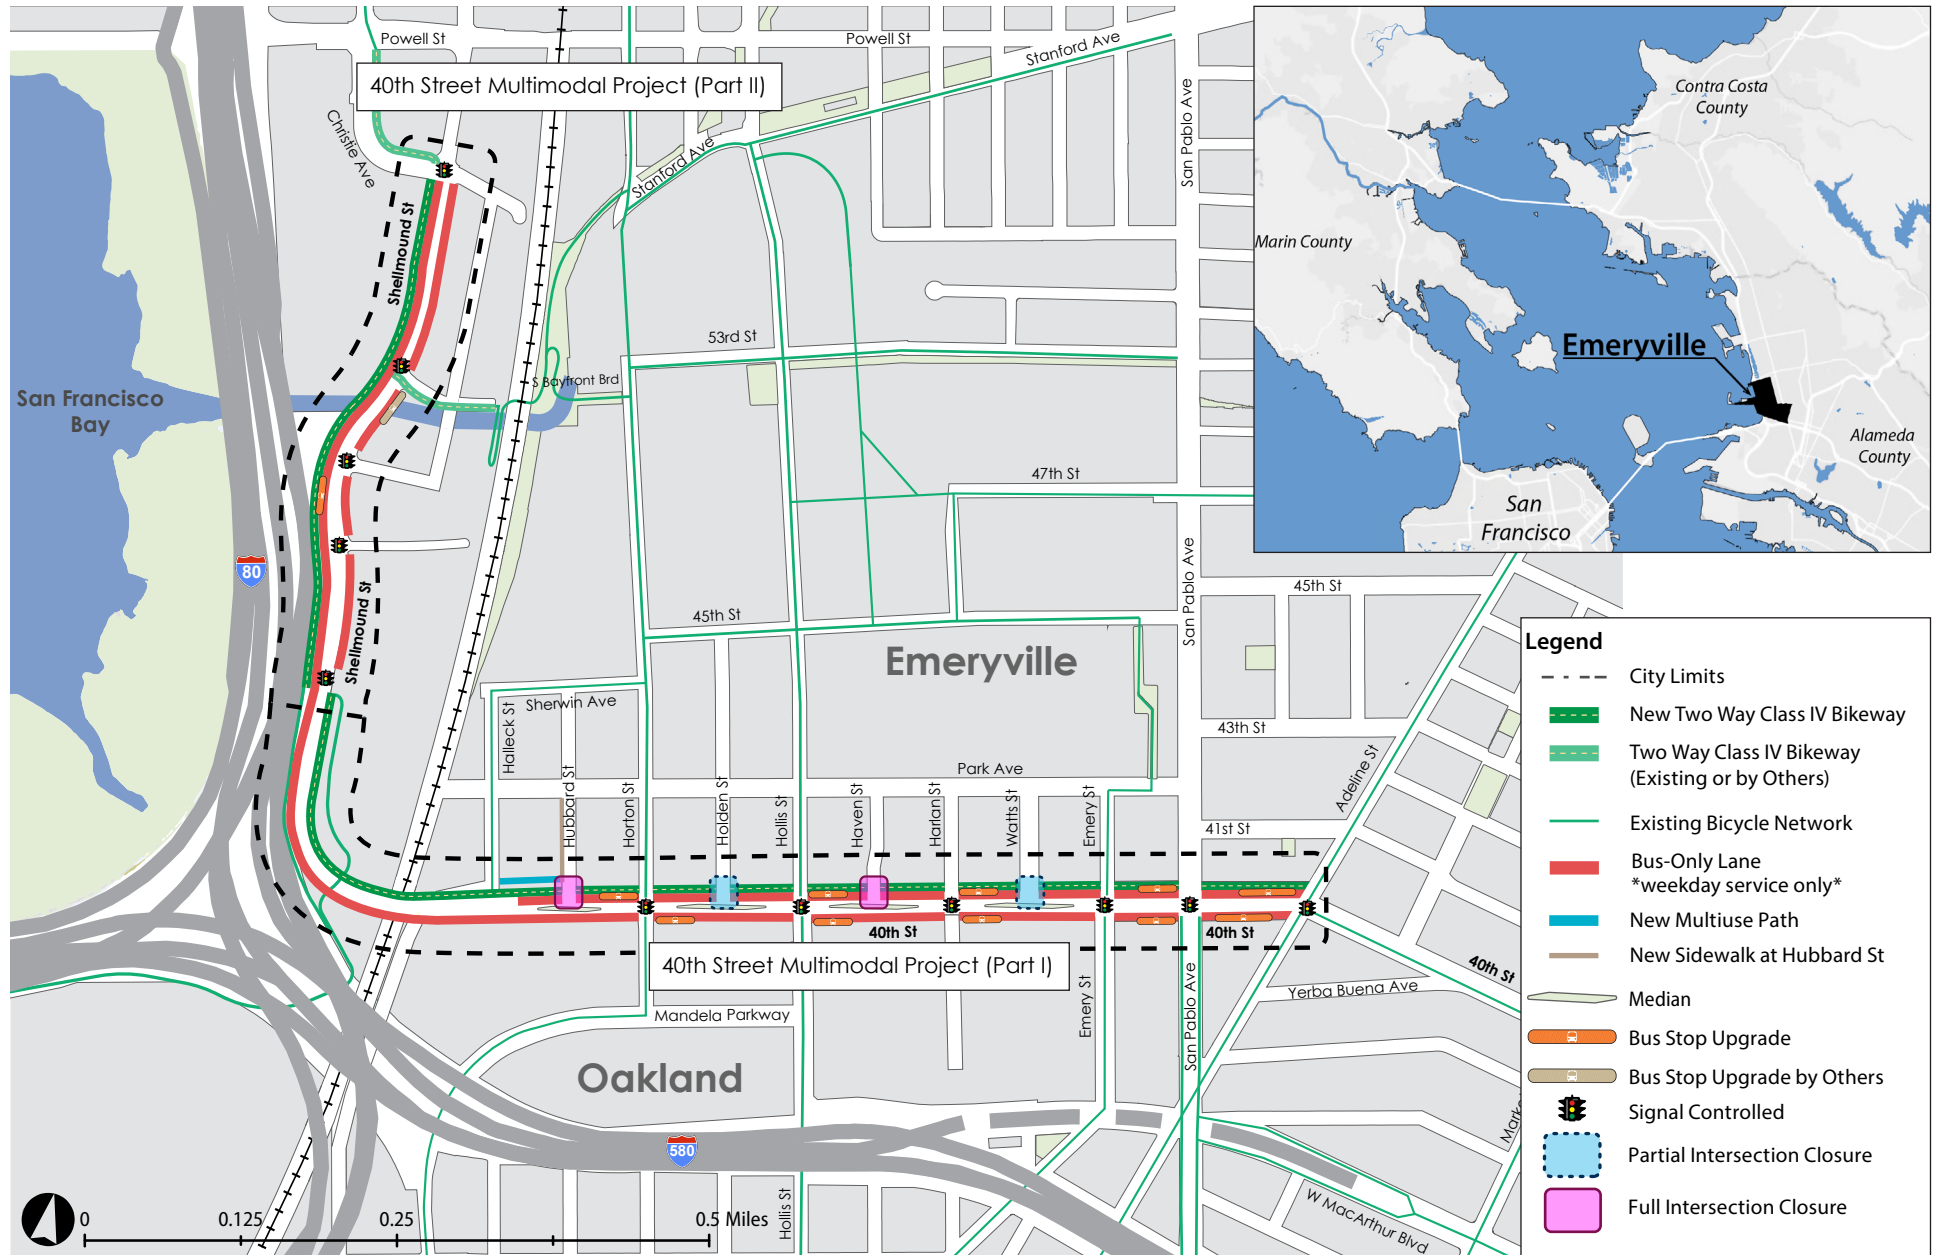 Powell St
Powell St
Stanford Ave
40th Street Multimodal Project (Part II)
Christie Ave
Stanford Ave
San Pablo Ave
Shellmound St
53rd St
S Bayfront Brd
San Francisco
Bay
47th St
80
Shellmound St
45th St
San Pablo Ave
45th St
Emeryville
Sherwin Ave
Halleck St
43rd St
Park Ave
Adeline St
Hubbard St
Horton St
Holden St
Hollis St
Haven St
Harlan St
Watts St
Emery St
41st St
40th St
40th St
40th Street Multimodal Project (Part I)
40th St
Yerba Buena Ave
Emery St
San Pablo Ave
Mandela Parkway
Oakland
580
Hollis St
W MacArthur Blvd
0
0.125
0.25
0.5 Miles
Contra Costa
County
Marin County
Emeryville
Alameda
County
San
Francisco
Legend
City Limits
New Two Way Class IV Bikeway
Two Way Class IV Bikeway
(Existing or by Others)
Existing Bicycle Network
Bus-Only Lane
*weekday service only*
New Multiuse Path
New Sidewalk at Hubbard St
Median
Bus Stop Upgrade
Bus Stop Upgrade by Others
Signal Controlled
Partial Intersection Closure
Full Intersection Closure